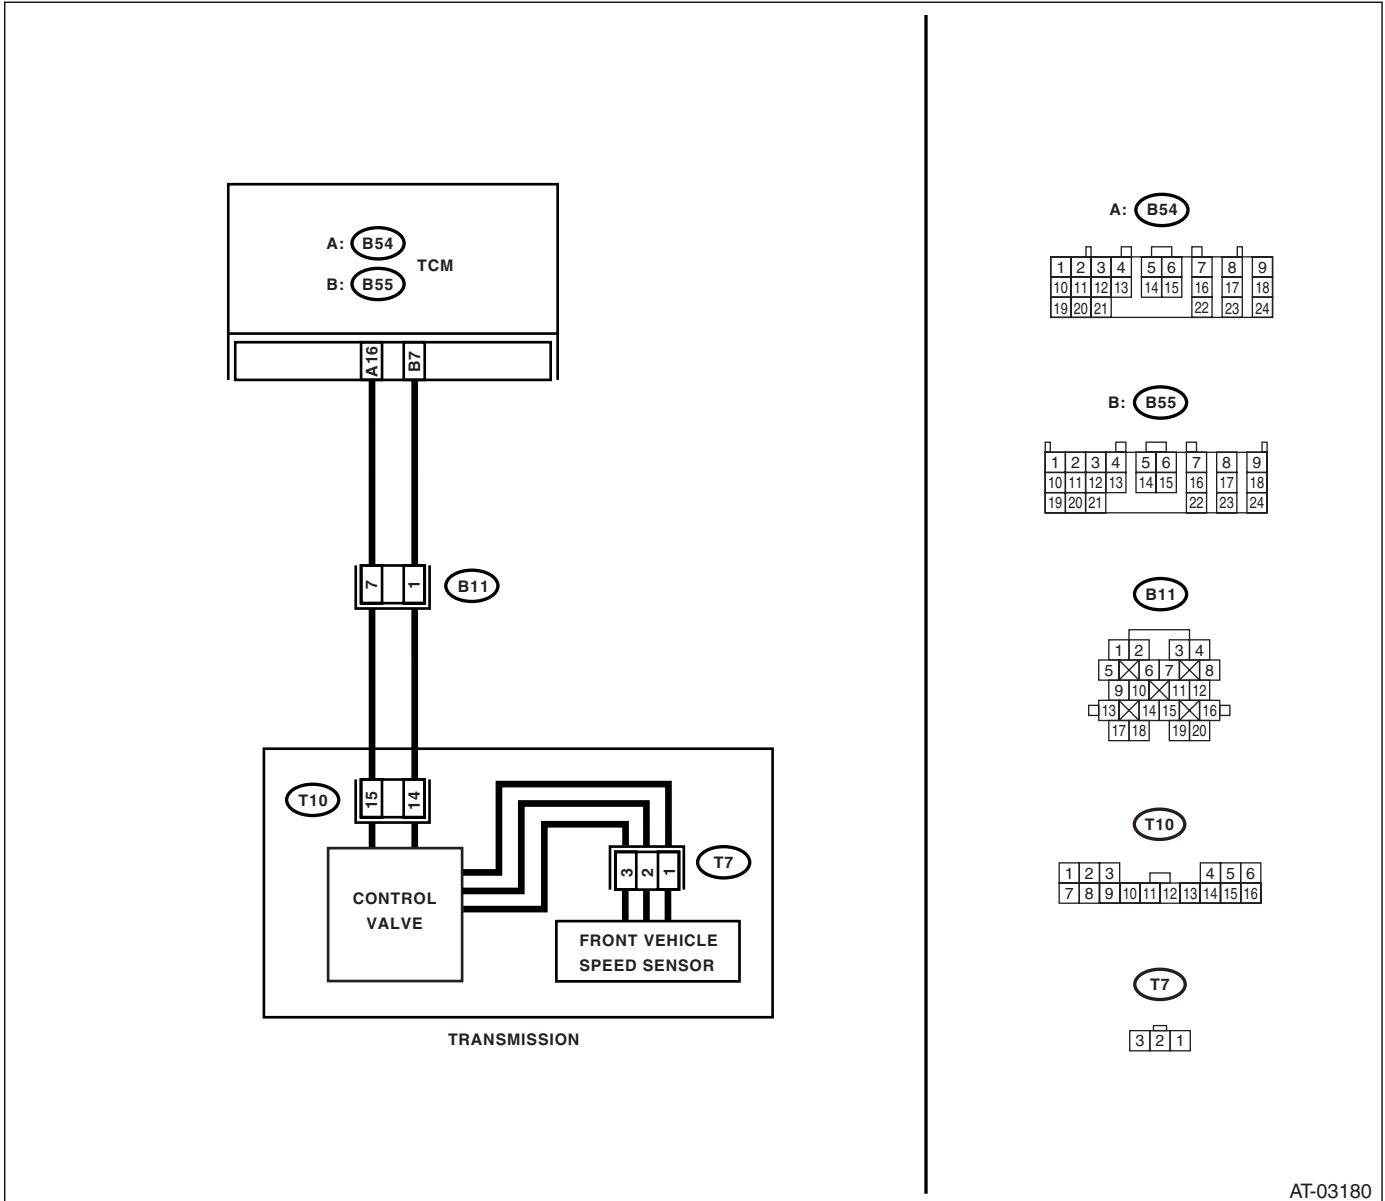 A: B54
TCM
B: B55
A16 B7
7 1 B11
T10 15 14
3 2 1 T7
CONTROL
VALVE
FRONT VEHICLE
SPEED SENSOR
TRANSMISSION
A: B54
1 2 3 4 5 6 7 8 9
10 11 12 13 14 15 16 17 18
19 20 21 22 23 24
B: B55
1 2 3 4 5 6 7 8 9
10 11 12 13 14 15 16 17 18
19 20 21 22 23 24
B11
1 2 3 4
5 6 7 8
9 10 11 12
13 14 15 16
17 18 19 20
T10
1 2 3 4 5 6
7 8 9 10 11 12 13 14 15 16
T7
3 2 1
AT-03180